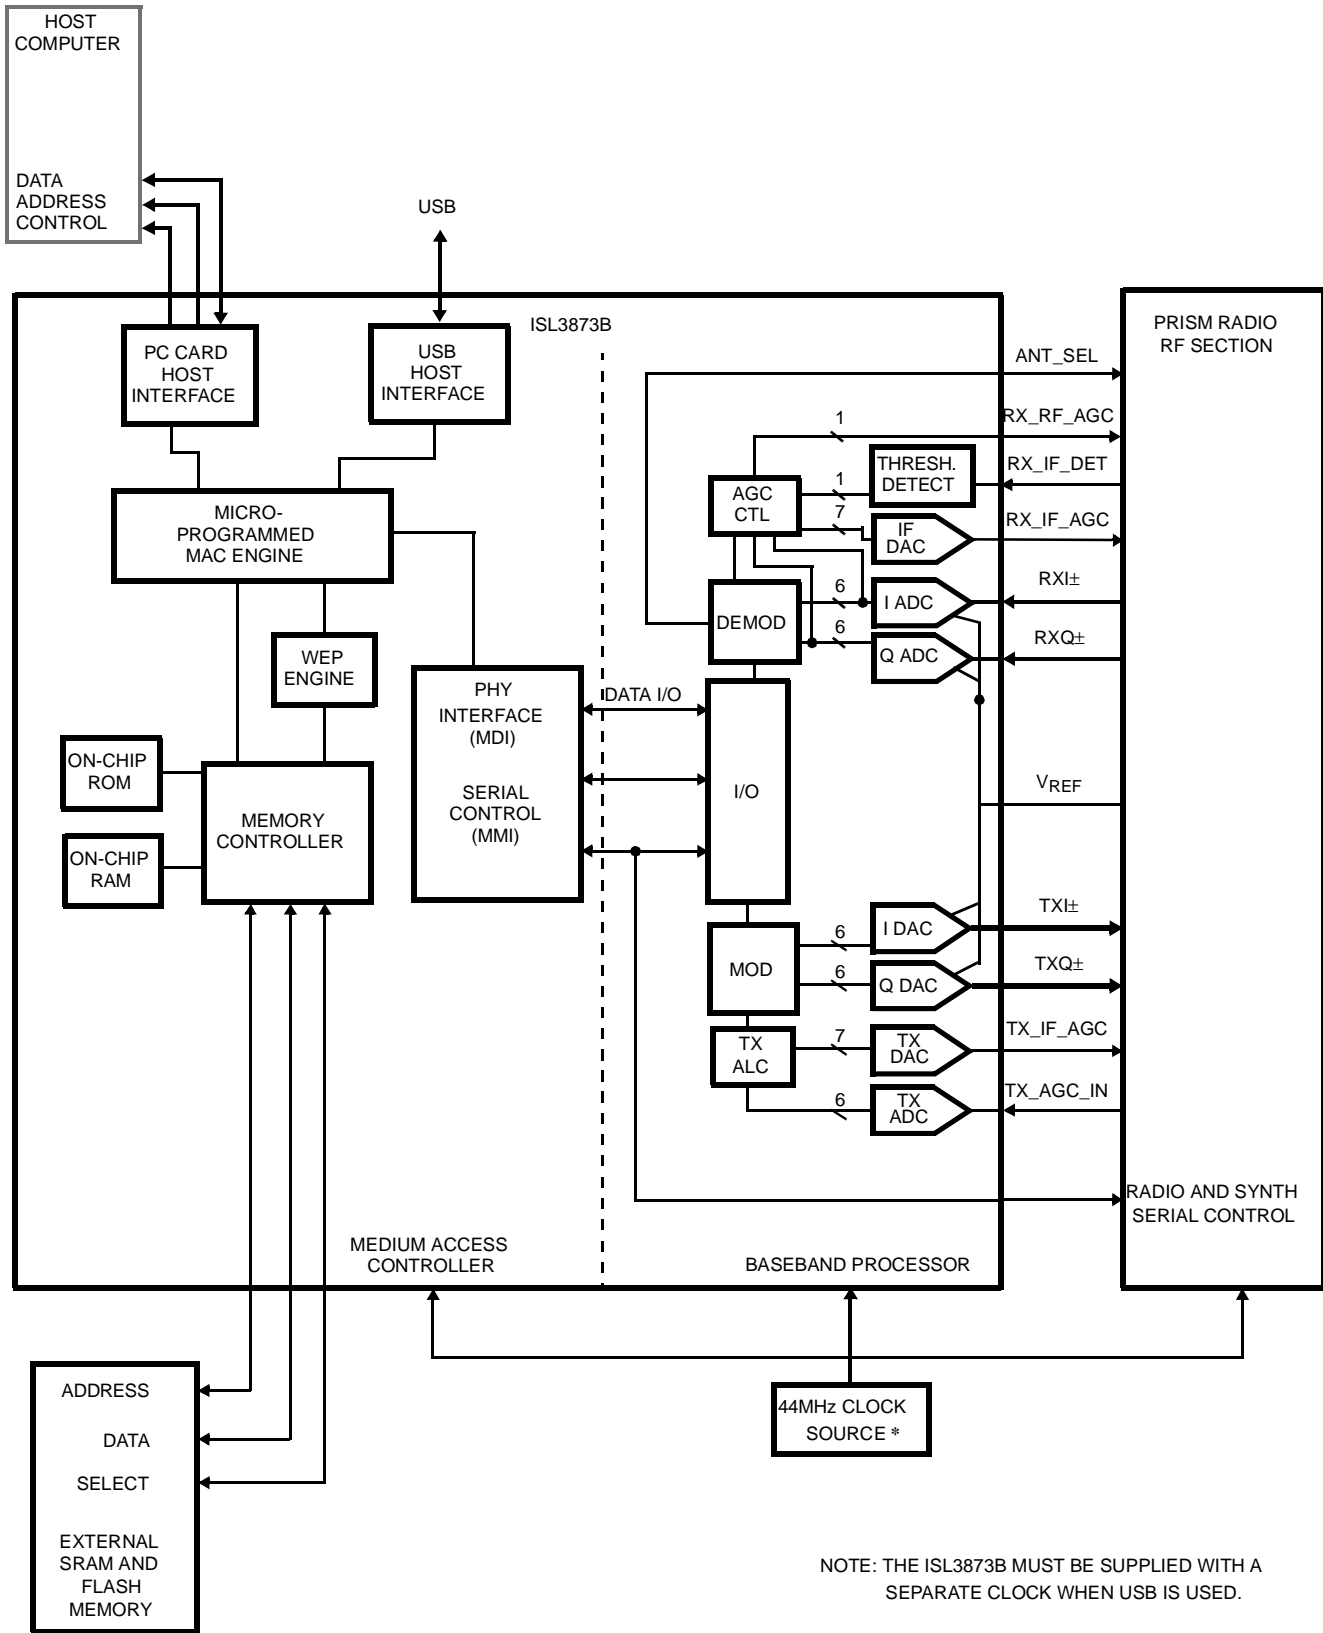 HOST
COMPUTER
DATA
ADDRESS
CONTROL
USB
ISL3873B
PC CARD
HOST
INTERFACE
USB
HOST
INTERFACE
MICRO-
PROGRAMMED
MAC ENGINE
WEP
ENGINE
ON-CHIP
ROM
ON-CHIP
RAM
MEMORY
CONTROLLER
PHY
INTERFACE
(MDI)
SERIAL
CONTROL
(MMI)
DATA I/O
I/O
AGC
CTL
DEMOD
1
1
7
6
6
THRESH.
DETECT
IF
DAC
I ADC
Q ADC
MOD
TX
ALC
6
6
7
6
I DAC
Q DAC
TX
DAC
TX
ADC
ANT_SEL
RX_RF_AGC
RX_IF_DET
RX_IF_AGC
RXI±
RXQ±
VREF
TXI±
TXQ±
TX_IF_AGC
TX_AGC_IN
PRISM RADIO
RF SECTION
RADIO AND SYNTH
SERIAL CONTROL
MEDIUM ACCESS
CONTROLLER
BASEBAND PROCESSOR
44MHz CLOCK
SOURCE *
ADDRESS
DATA
SELECT
EXTERNAL
SRAM AND
FLASH
MEMORY
NOTE: THE ISL3873B MUST BE SUPPLIED WITH A
SEPARATE CLOCK WHEN USB IS USED.